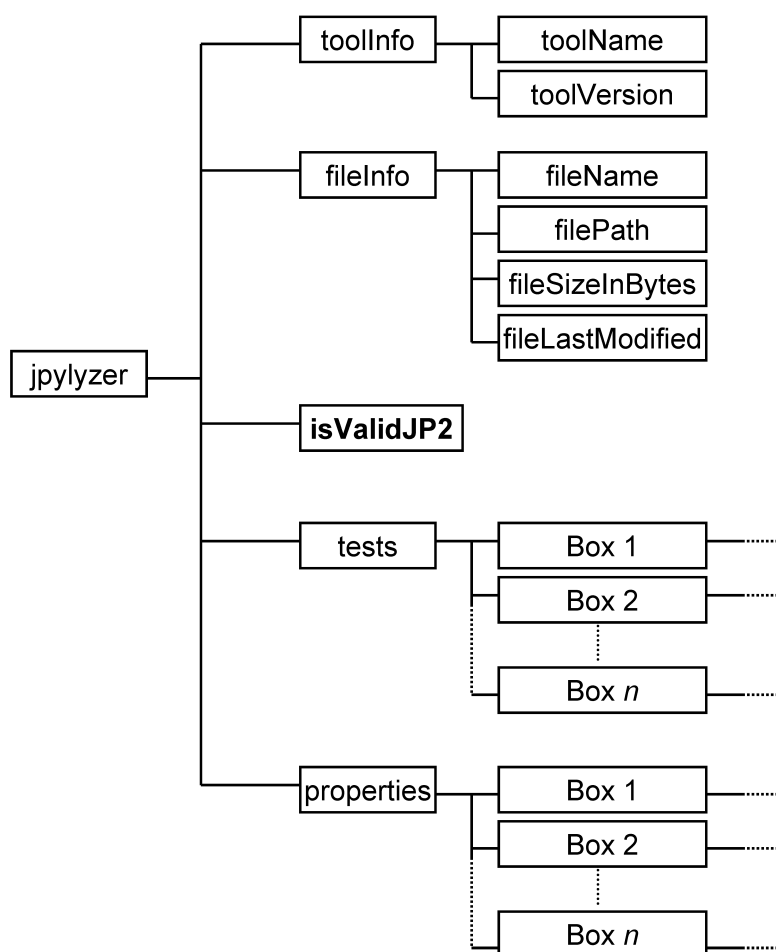 toolInfo
toolName
toolVersion
fileInfo
fileName
filePath
fileSizeInBytes
fileLastModified
jpylyzer
isValidJP2
tests
Box 1
Box 2
Box n
properties
Box 1
Box 2
Box n